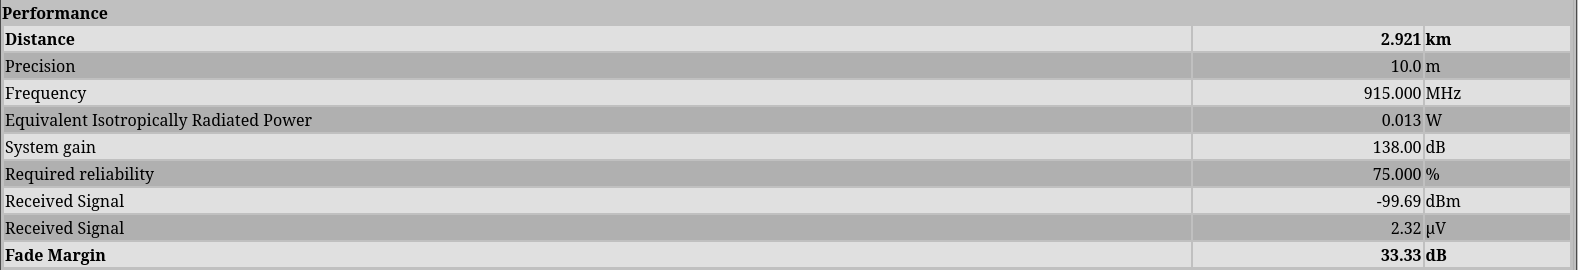 Performance
Distance 2.921 km
Precision 10.0 m
Frequency 915.000 MHz
Equivalent Isotropically Radiated Power 0.013 W
System gain 138.00 dB
Required reliability 75.000 %
Received Signal -99.69 dBm
Received Signal 2.32 µV
Fade Margin 33.33 dB